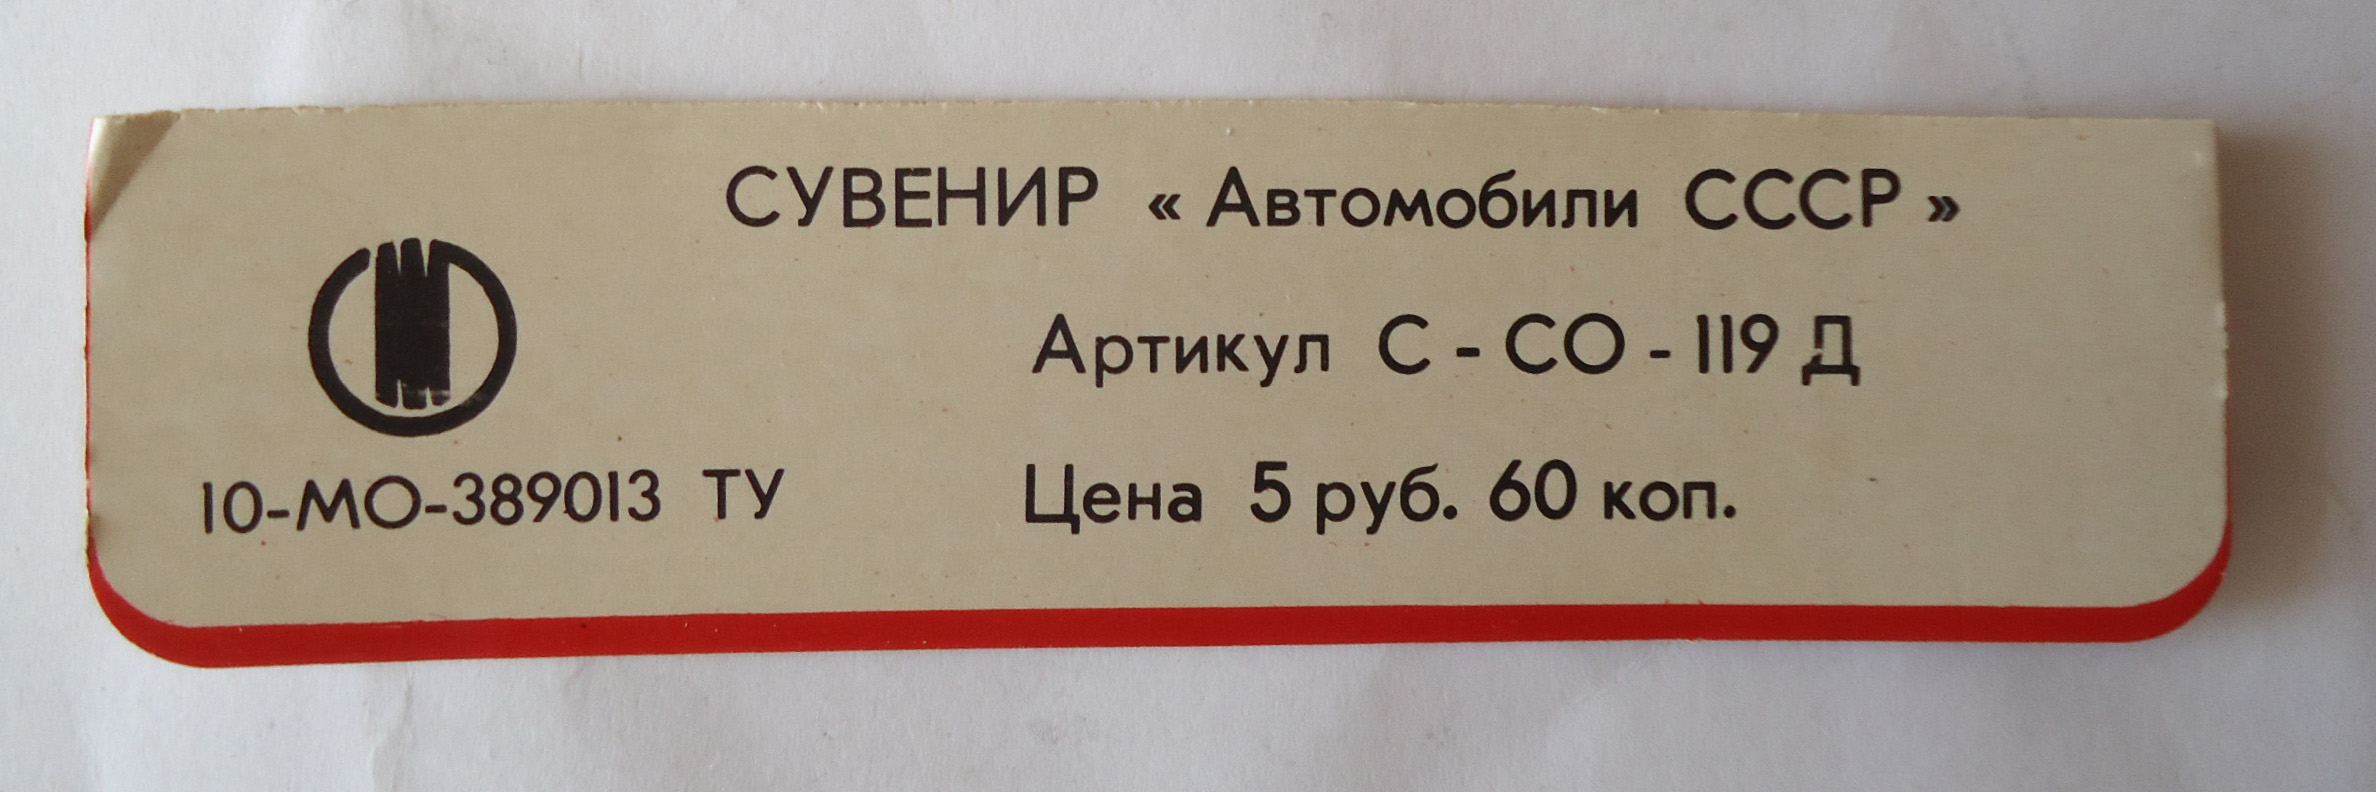 СУВЕНИР « Автомобили СССР »
Артикул С - СО - 119 Д
10-МО-389013 ТУ
Цена 5 руб. 60 коп.